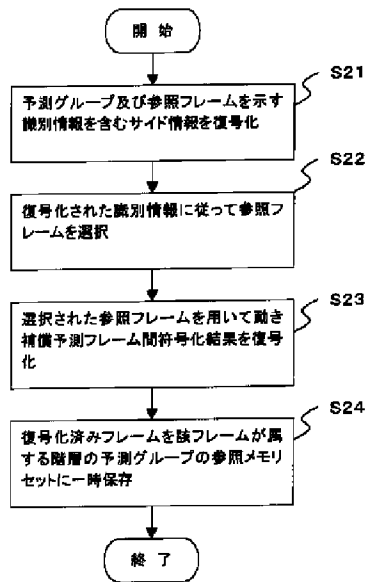 開 始
S21
予測グループ及び参照フレームを示す
識別情報を含むサイド情報を復号化
S22
復号化された識別情報に従って参照フ
レームを選択
S23
選択された参照フレームを用いて動き
補償予測フレーム間符号化結果を復号
化
S24
復号化済みフレームを該フレームが属
する階層の予測グループの参照メモリ
セットに一時保存
終 了